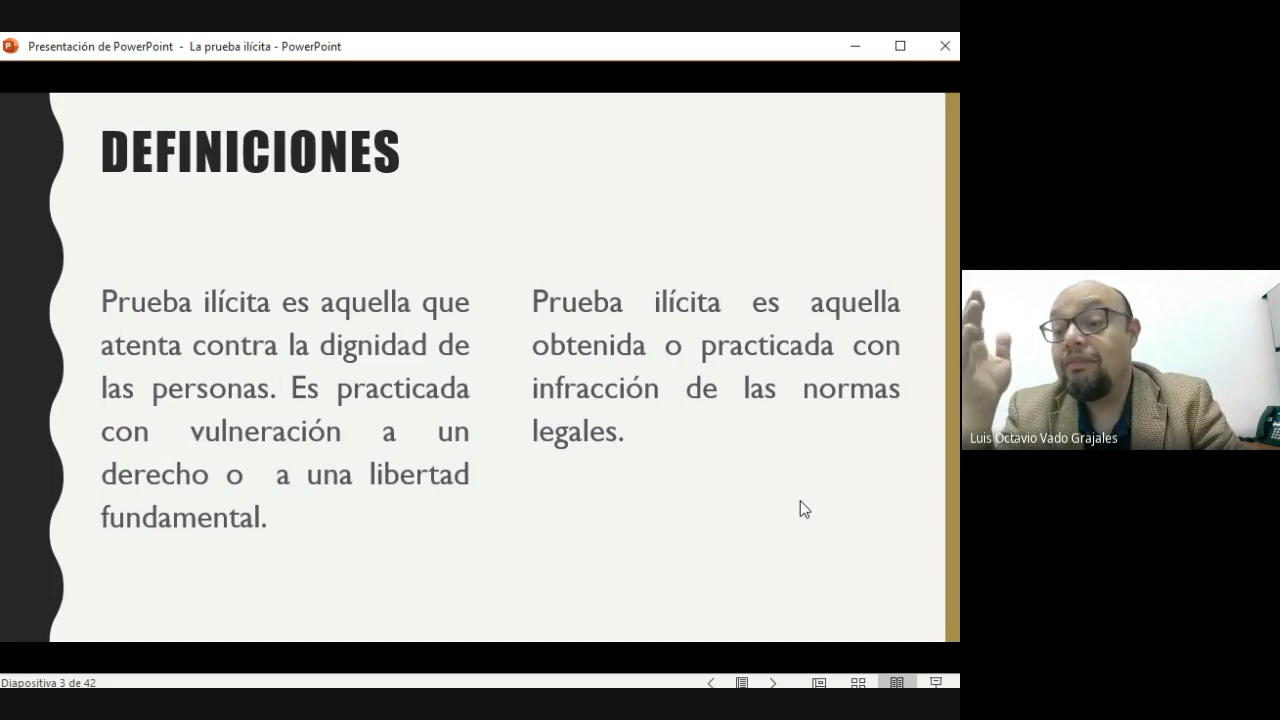 Presentación de PowerPoint - La prueba ilícita - PowerPoint
DEFINICIONES
Prueba ilícita es aquella que
atenta contra la dignidad de
las personas. Es practicada
con vulneración a un
derecho o a una libertad
fundamental.
Prueba ilícita es aquella
obtenida o practicada con
infracción de las normas
legales.
Luis Octavio Vado Grajales
Diapositiva 3 de 42